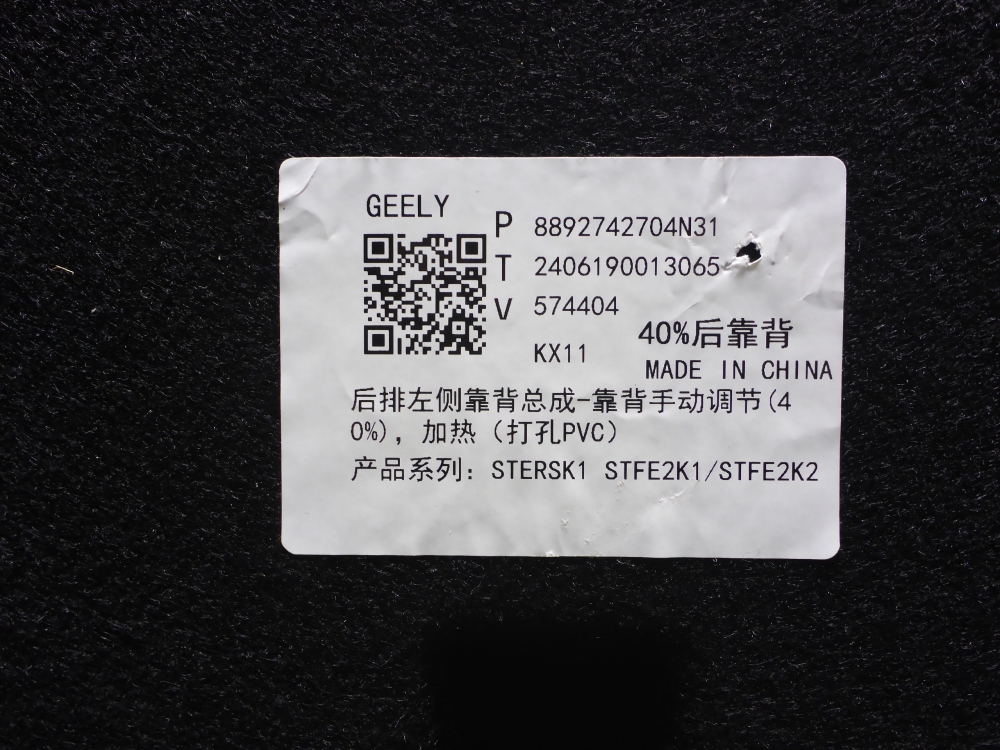 GEELY
P 8892742704N31
T 2406190013065
V 574404
KX11
40%后靠背
MADE IN CHINA
后排左侧靠背总成-靠背手动调节(4
0%)，加热（打孔PVC）
产品系列：STERSK1 STFE2K1/STFE2K2